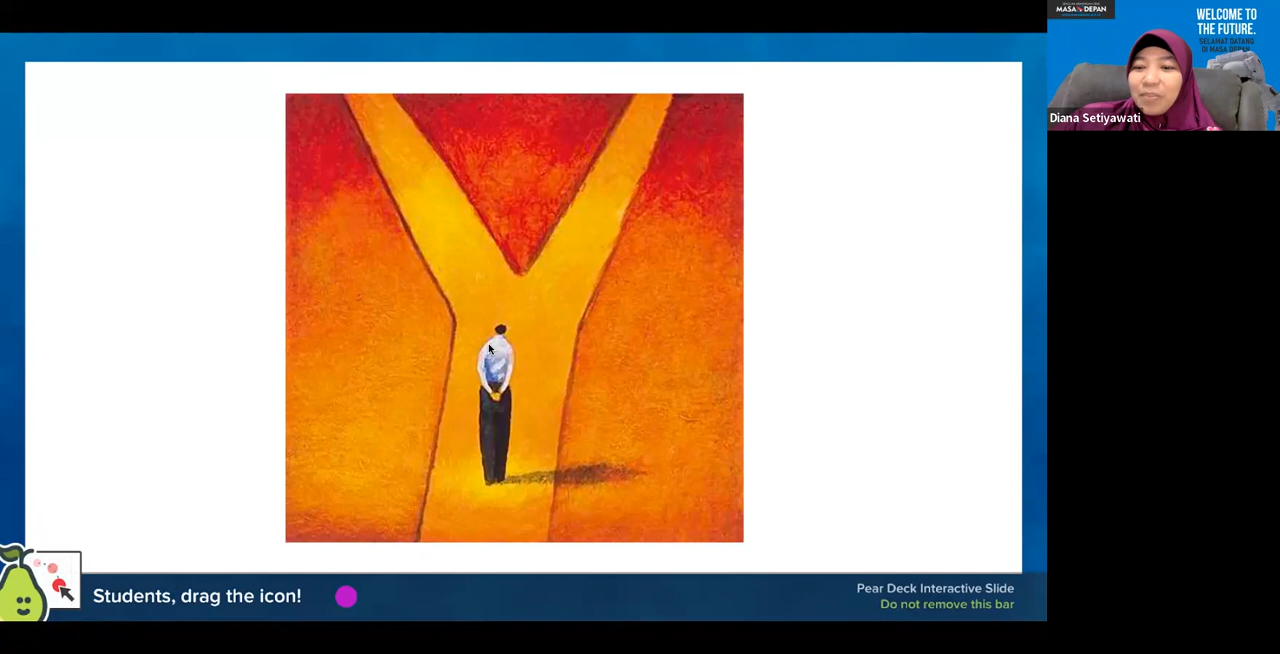 MASA DEPAN
WELCOME TO
THE FUTURE.
SELAMAT DATANG
DI MASA DEPAN
Diana Setiyawati
Students, drag the icon!
Pear Deck Interactive Slide
Do not remove this bar